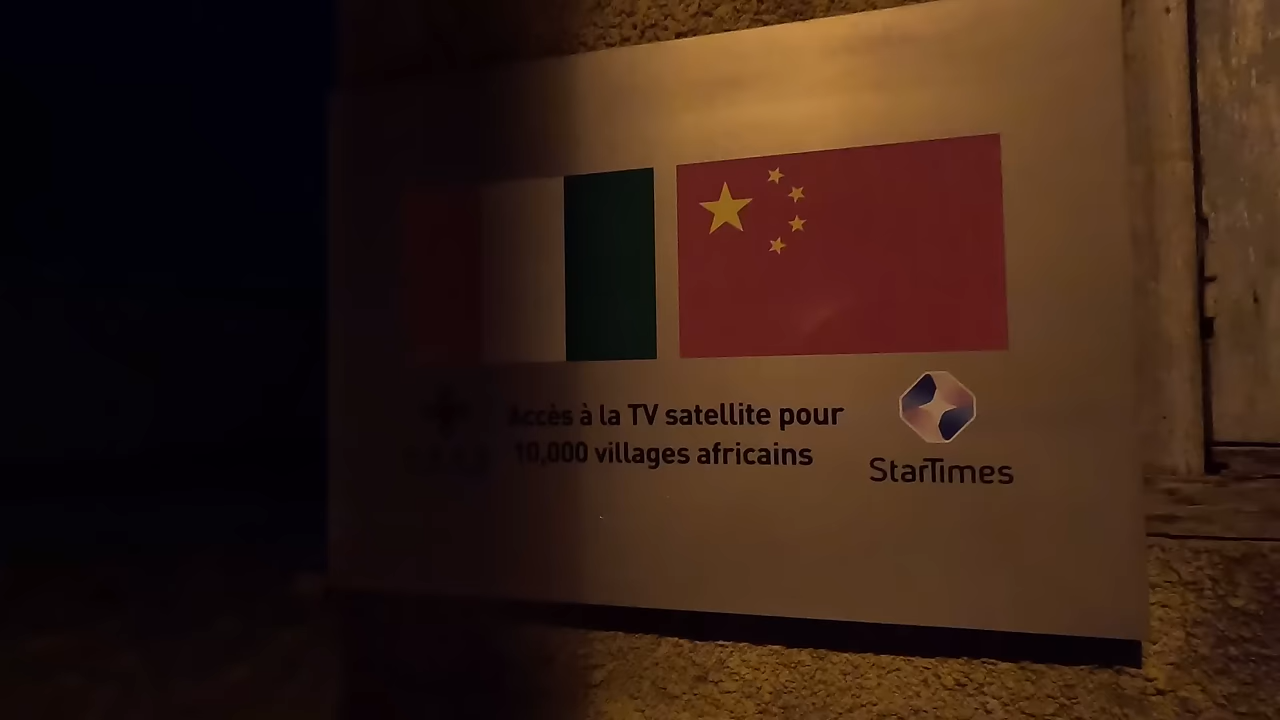 Accès à la TV satellite pour
10,000 villages africains
StarTimes